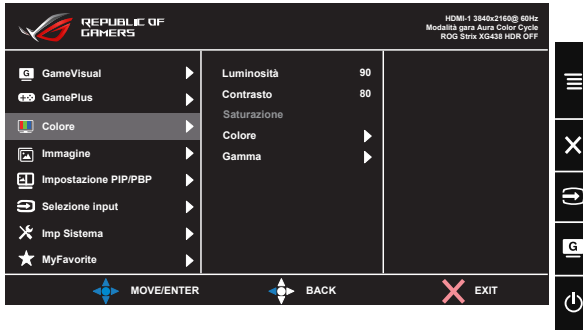 REPUBLIC OF
GAMERS
HDMI-1 3840x2160@ 60Hz
Modalità gara Aura Color Cycle
ROG Strix XG438 HDR OFF
G GameVisual
GamePlus
Colore
Immagine
Impostazione PIP/PBP
Selezione input
Imp Sistema
MyFavorite
Luminosità 90
Contrasto 80
Saturazione
Colore
Gamma
G
MOVE/ENTER
BACK
EXIT